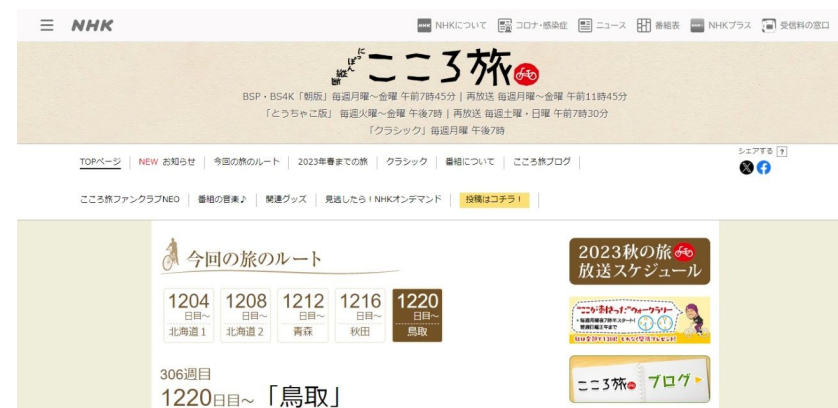 NHK
NHKについて コロナ・感染症 ニュース 番組表 NHKプラス 受信料の窓口
にっぽん縦断 こころ旅
BSP・BS4K「朝版」毎週月曜～金曜 午前7時45分 | 再放送 毎週月曜～金曜 午前11時45分
「とうちゃこ版」 毎週火曜～金曜 午後7時 | 再放送 毎週土曜・日曜 午前7時30分
「クラシック」毎週月曜 午後7時
シェアする ?
TOPページ NEW お知らせ 今回の旅のルート 2023年春までの旅 クラシック 番組について こころ旅ブログ
こころ旅ファンクラブNEO 番組の音楽♪ 関連グッズ 見逃したら！NHKオンデマンド 投稿はコチラ！
今回の旅のルート
1204 日目～ 北海道1
1208 日目～ 北海道2
1212 日目～ 青森
1216 日目～ 秋田
1220 日目～ 鳥取
306週目
1220日目～「鳥取」
2023秋の旅
放送スケジュール
こころ旅 ブログ